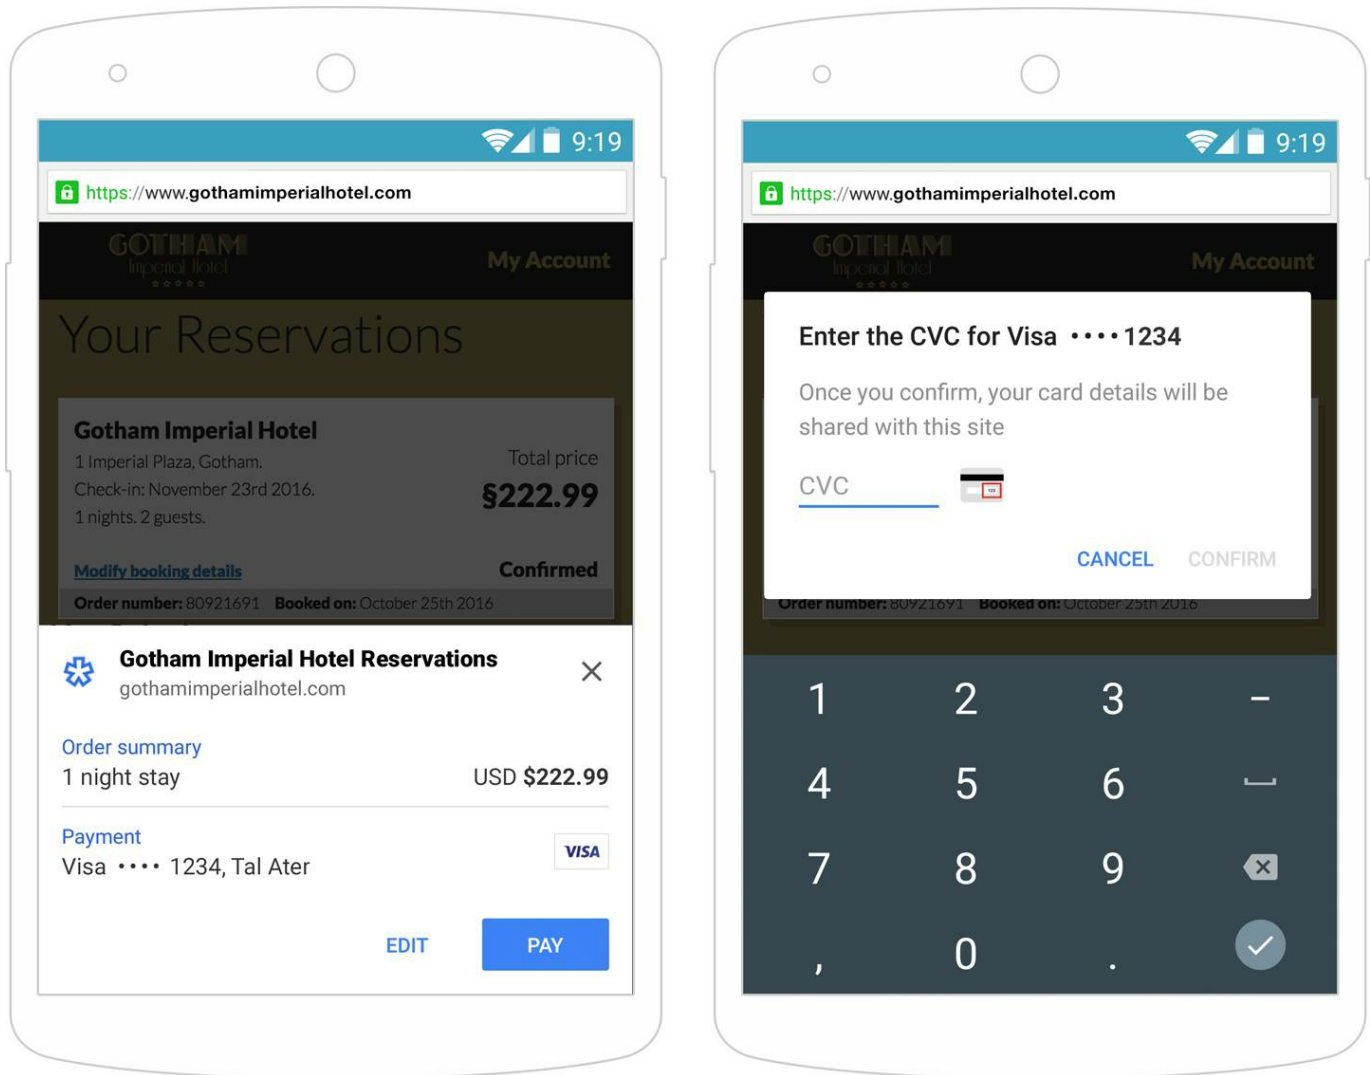 9:19
https://www.gothamimperialhotel.com
GOTHAM
Imperial Hotel
My Account
Your Reservations
Gotham Imperial Hotel
1 Imperial Plaza, Gotham.
Total price
Check-in: November 23rd 2016.
§222.99
1 nights. 2 guests.
Modify booking details
Confirmed
Order number: 80921691 Booked on: October 25th 2016
Gotham Imperial Hotel Reservations
gothamimperialhotel.com
Order summary
1 night stay
USD $222.99
Payment
Visa •••• 1234, Tal Ater
VISA
EDIT
PAY
9:19
https://www.gothamimperialhotel.com
GOTHAM
Imperial Hotel
My Account
Enter the CVC for Visa •••• 1234
Once you confirm, your card details will be
shared with this site
CVC
123
CANCEL
CONFIRM
Order number: 80921691 Booked on: October 25th 2016
1 2 3 –
4 5 6
7 8 9
, 0 .